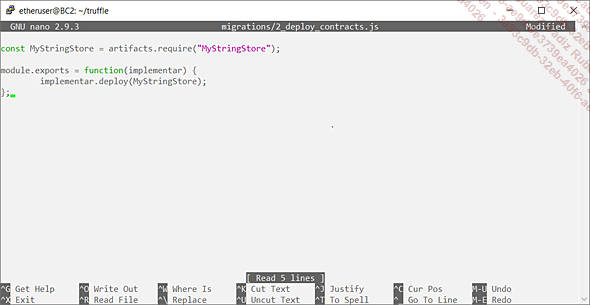 etheruser@BC2: ~/truffle
GNU nano 2.9.3 migrations/2_deploy_contracts.js Modified
const MyStringStore = artifacts.require("MyStringStore");
module.exports = function(implementar) {
implementar.deploy(MyStringStore);
};
[ Read 5 lines ]
^G Get Help ^O Write Out ^W Where Is ^K Cut Text ^J Justify ^C Cur Pos M-U Undo
^X Exit ^R Read File ^\ Replace ^U Uncut Text ^T To Spell ^_ Go To Line M-E Redo